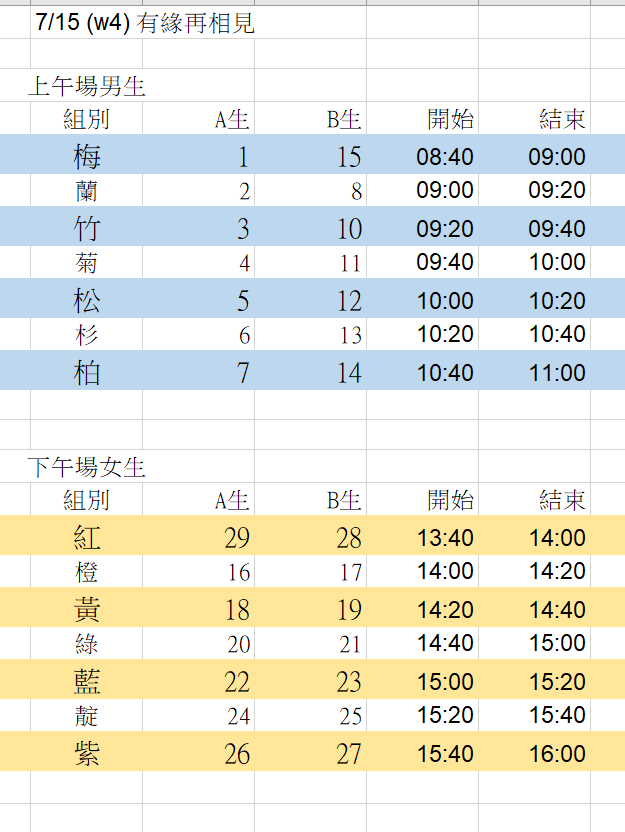 7/15 (w4) 有緣再相見
上午場男生
組別 A生 B生 開始 結束
梅 1 15 08:40 09:00
蘭 2 8 09:00 09:20
竹 3 10 09:20 09:40
菊 4 11 09:40 10:00
松 5 12 10:00 10:20
杉 6 13 10:20 10:40
柏 7 14 10:40 11:00
下午場女生
組別 A生 B生 開始 結束
紅 29 28 13:40 14:00
橙 16 17 14:00 14:20
黃 18 19 14:20 14:40
綠 20 21 14:40 15:00
藍 22 23 15:00 15:20
靛 24 25 15:20 15:40
紫 26 27 15:40 16:00